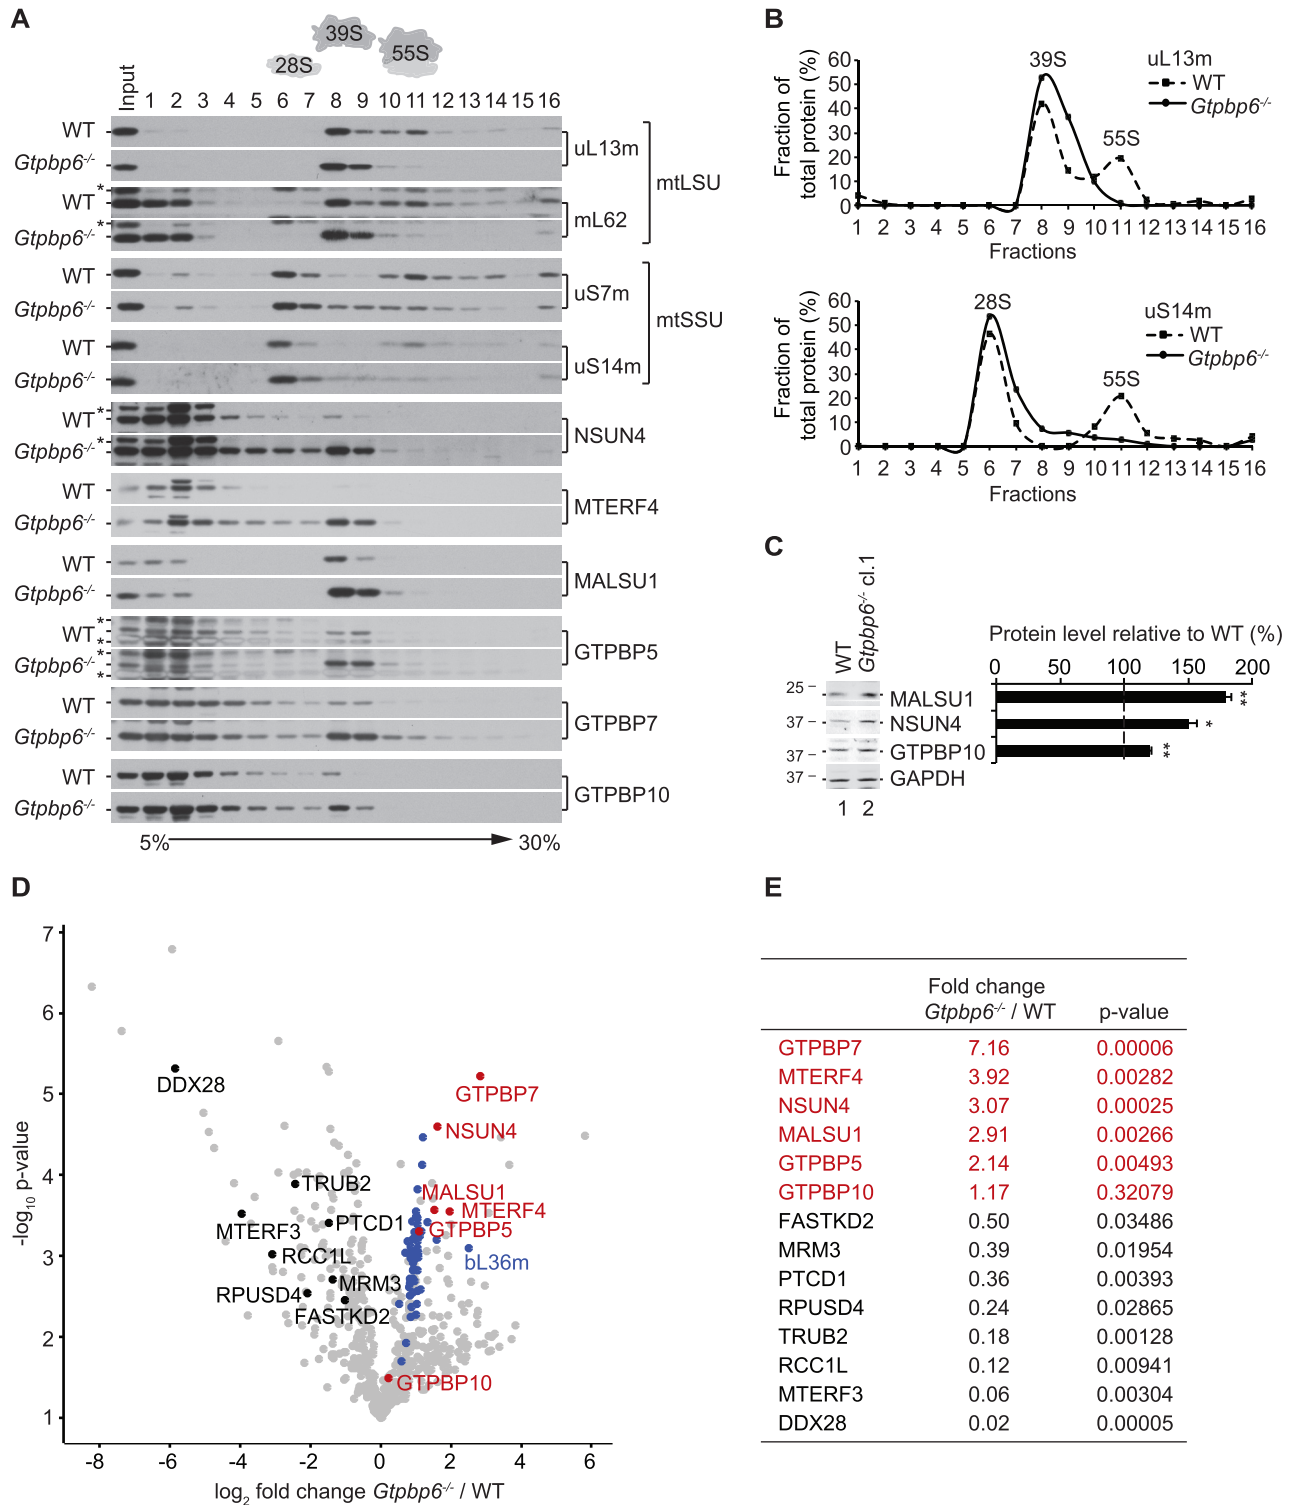 A
39S
55S
28S
Input 1 2 3 4 5 6 7 8 9 10 11 12 13 14 15 16
WT
uL13m
Gtpbp6-/-
mtLSU
*
WT
mL62
*
Gtpbp6-/-
WT
uS7m
Gtpbp6-/-
mtSSU
WT
uS14m
Gtpbp6-/-
WT *
NSUN4
*
Gtpbp6-/-
WT
MTERF4
Gtpbp6-/-
WT
MALSU1
Gtpbp6-/-
*
WT
*
GTPBP5
*
Gtpbp6-/-
*
WT
GTPBP7
Gtpbp6-/-
WT
GTPBP10
Gtpbp6-/-
5% 30%
B
Fraction of
total protein (%)
60
50
40
30
20
10
0
39S
55S
uL13m
WT
Gtpbp6-/-
1 2 3 4 5 6 7 8 9 10 11 12 13 14 15 16
Fractions
Fraction of
total protein (%)
60
50
40
30
20
10
0
28S
55S
uS14m
WT
Gtpbp6-/-
1 2 3 4 5 6 7 8 9 10 11 12 13 14 15 16
Fractions
C
WT
Gtpbp6-/- cl.1
25
MALSU1
37
NSUN4
37
GTPBP10
37
GAPDH
1 2
Protein level relative to WT (%)
0 50 100 150 200
**
*
**
D
-log10 p-value
7
6
5
4
3
2
1
DDX28
GTPBP7
NSUN4
TRUB2
MALSU1
MTERF4
MTERF3
PTCD1
GTPBP5
RCC1L
bL36m
MRM3
RPUSD4
FASTKD2
GTPBP10
-8 -6 -4 -2 0 2 4 6
log2 fold change Gtpbp6-/- / WT
E
Fold change
Gtpbp6-/- / WT p-value
GTPBP7 7.16 0.00006
MTERF4 3.92 0.00282
NSUN4 3.07 0.00025
MALSU1 2.91 0.00266
GTPBP5 2.14 0.00493
GTPBP10 1.17 0.32079
FASTKD2 0.50 0.03486
MRM3 0.39 0.01954
PTCD1 0.36 0.00393
RPUSD4 0.24 0.02865
TRUB2 0.18 0.00128
RCC1L 0.12 0.00941
MTERF3 0.06 0.00304
DDX28 0.02 0.00005